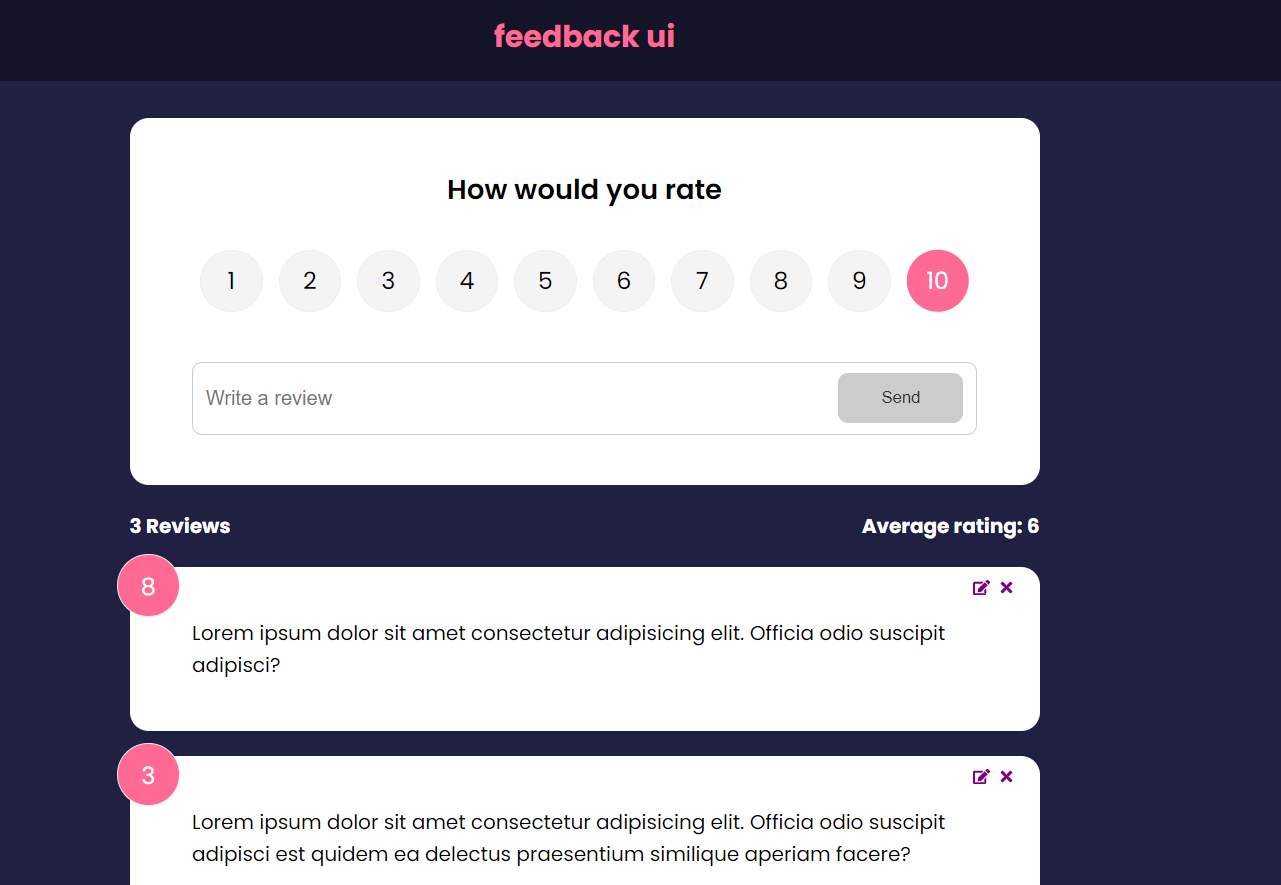 feedback ui
How would you rate
1 2 3 4 5 6 7 8 9 10
Write a review Send
3 Reviews Average rating: 6
8
Lorem ipsum dolor sit amet consectetur adipisicing elit. Officia odio suscipit
adipisci?
3
Lorem ipsum dolor sit amet consectetur adipisicing elit. Officia odio suscipit
adipisci est quidem ea delectus praesentium similique aperiam facere?